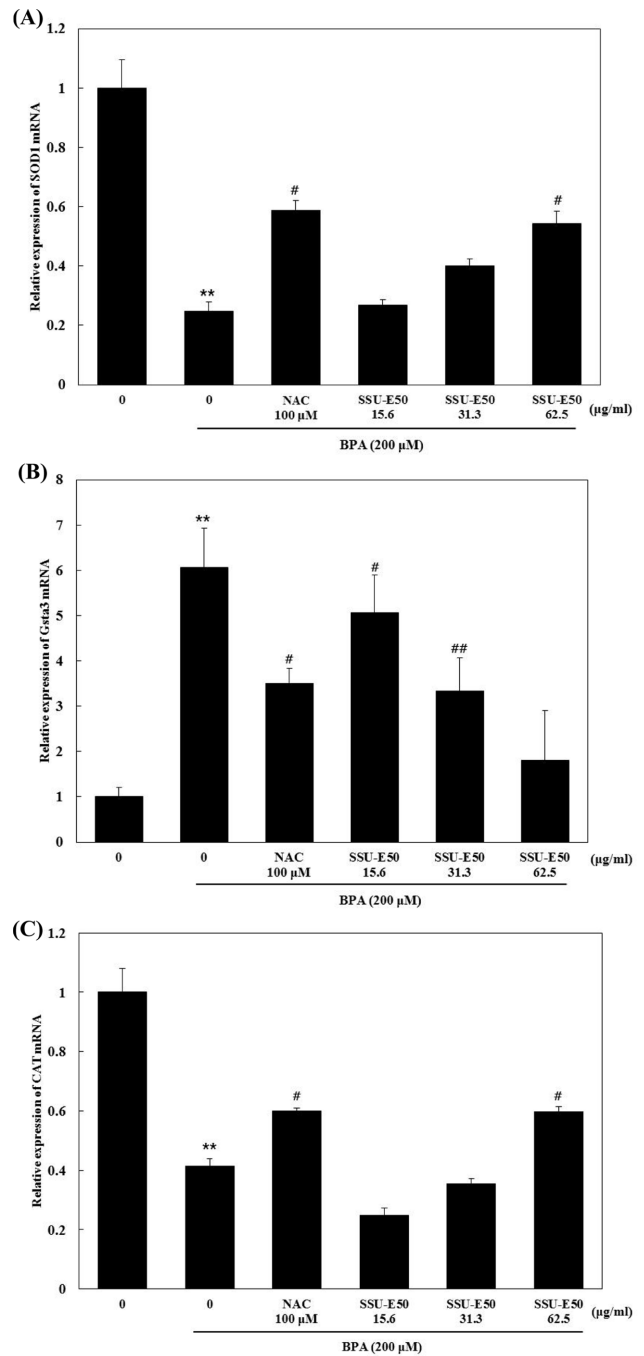 (A)
1.2
1
0.8
0.6
0.4
0.2
0
Relative expression of SOD1 mRNA
**
#
#
0 0 NAC SSU-E50 SSU-E50 SSU-E50
100 μM 15.6 31.3 62.5 (μg/ml)
BPA (200 μM)
(B)
8
7
6
5
4
3
2
1
0
Relative expression of Gsta3 mRNA
**
#
#
##
0 0 NAC SSU-E50 SSU-E50 SSU-E50
100 μM 15.6 31.3 62.5 (μg/ml)
BPA (200 μM)
(C)
1.2
1
0.8
0.6
0.4
0.2
0
Relative expression of CAT mRNA
**
#
#
0 0 NAC SSU-E50 SSU-E50 SSU-E50
100 μM 15.6 31.3 62.5 (μg/ml)
BPA (200 μM)